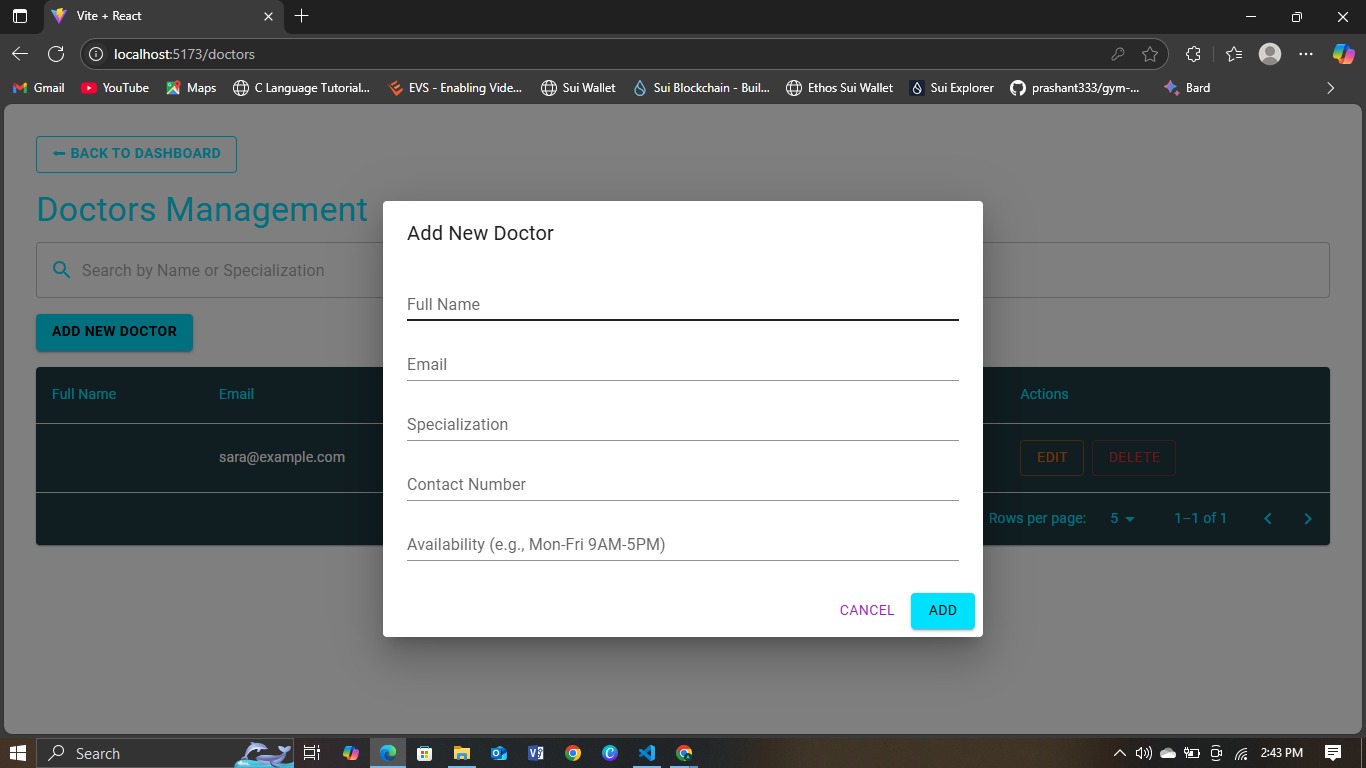 Vite + React
localhost:5173/doctors
Gmail
YouTube
Maps
C Language Tutorial...
EVS - Enabling Vide...
Sui Wallet
Sui Blockchain - Buil...
Ethos Sui Wallet
Sui Explorer
prashant333/gym-...
Bard
BACK TO DASHBOARD
Doctors Management
Search by Name or Specialization
ADD NEW DOCTOR
Full Name Email Actions
sara@example.com EDIT DELETE
Rows per page: 5 1–1 of 1
Add New Doctor
Full Name
Email
Specialization
Contact Number
Availability (e.g., Mon-Fri 9AM-5PM)
CANCEL ADD
Search
2:43 PM